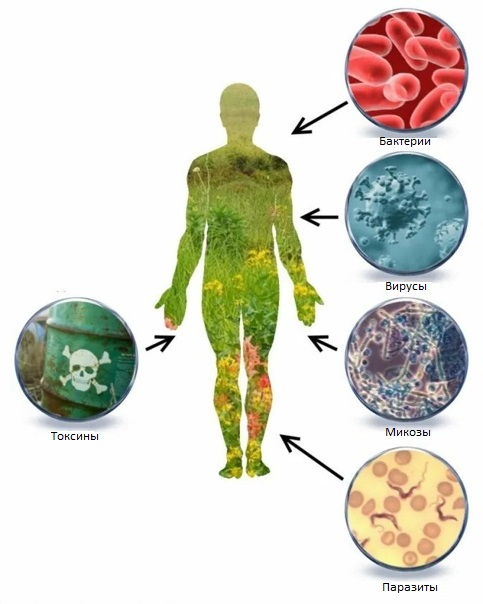 Бактерии
Вирусы
Токсины
Микозы
Паразиты